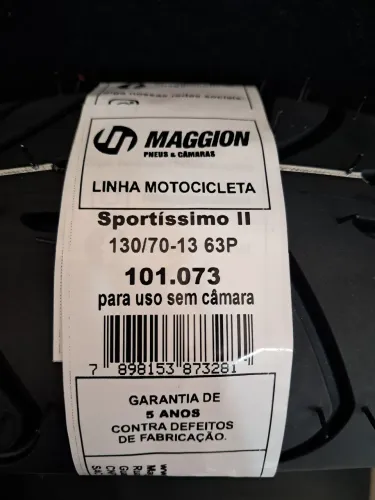 MAGGION
PNEUS & CÂMARAS
LINHA MOTOCICLETA
Sportíssimo II
130/70-13 63P
101.073
para uso sem câmara
7 898153 873281
GARANTIA DE
5 ANOS
CONTRA DEFEITOS
DE FABRICAÇÃO.